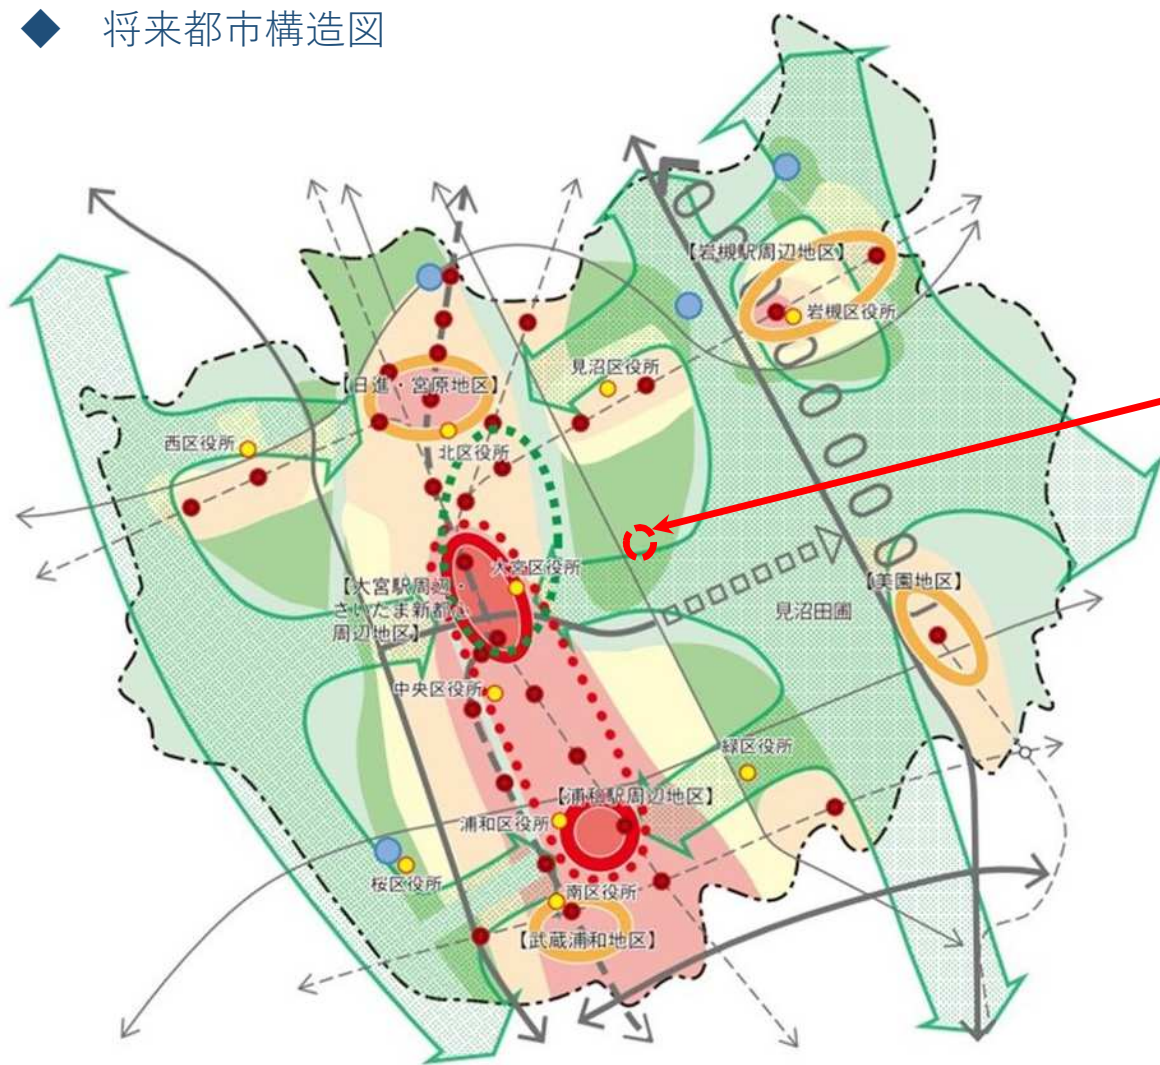 ◆ 将来都市構造図
【岩槻駅周辺地区】
岩槻区役所
見沼区役所
【日進・宮原地区】
西区役所
北区役所
大宮区役所
【大宮駅周辺・
さいたま新都心
周辺地区】
【美園地区】
見沼田圃
中央区役所
緑区役所
【浦和駅周辺地区】
浦和区役所
桜区役所
南区役所
【武蔵浦和地区】